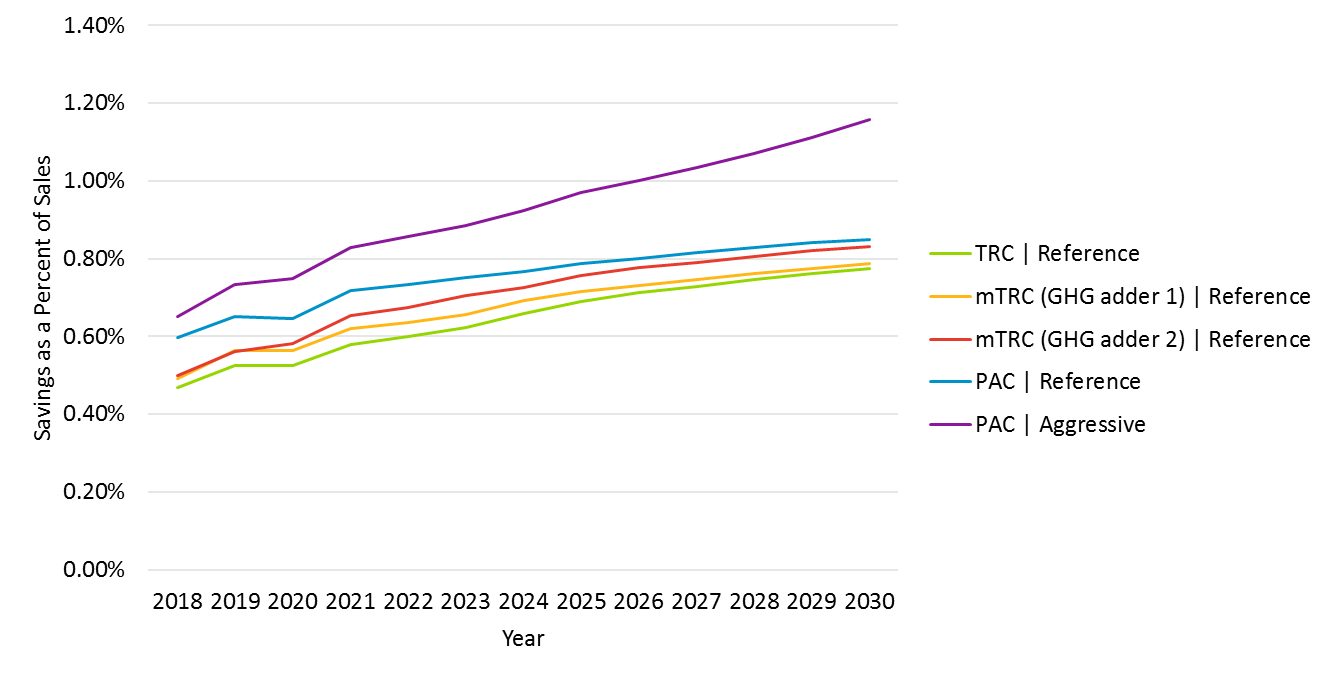 1.40%
1.20%
1.00%
0.80%
0.60%
0.40%
0.20%
0.00%
Savings as a Percent of Sales
2018 2019 2020 2021 2022 2023 2024 2025 2026 2027 2028 2029 2030
Year
TRC | Reference
mTRC (GHG adder 1) | Reference
mTRC (GHG adder 2) | Reference
PAC | Reference
PAC | Aggressive